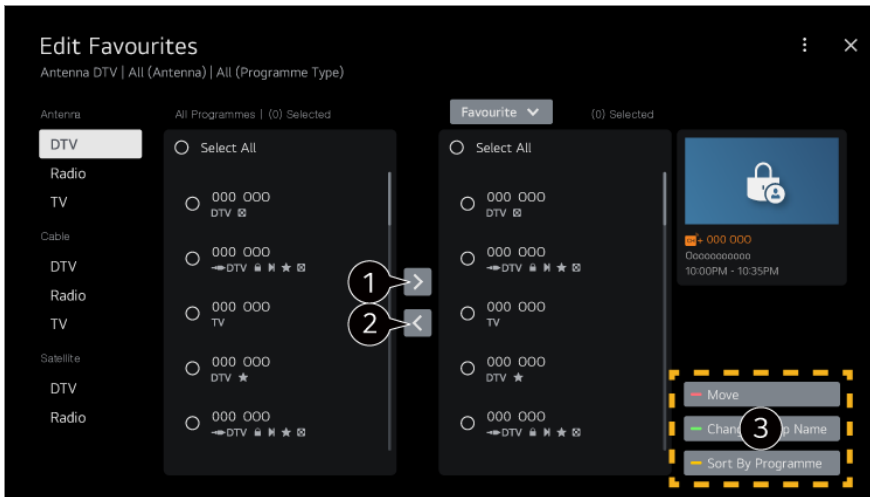 Edit Favourites
Antenna DTV | All (Antenna) | All (Programme Type)
Antenna
DTV
Radio
TV
Cable
DTV
Radio
TV
Satellite
DTV
Radio
All Programmes | (0) Selected
Select All
000 000
DTV
000 000
DTV
000 000
TV
000 000
DTV
000 000
DTV
1
2
Favourite
(0) Selected
Select All
000 000
DTV
000 000
DTV
000 000
TV
000 000
DTV
000 000
DTV
+ 000 000
Ooooooooooo
10:00PM - 10:35PM
Move
3
Name
Sort By Programme